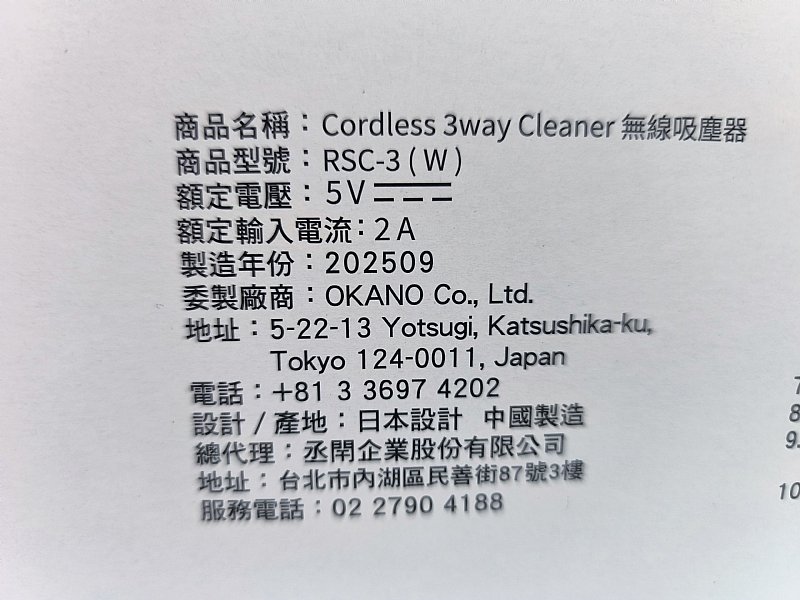 商品名稱：Cordless 3way Cleaner 無線吸塵器
商品型號：RSC-3 ( W )
額定電壓：5V
額定輸入電流: 2 A
製造年份：202509
委製廠商：OKANO Co., Ltd.
地址：5-22-13 Yotsugi, Katsushika-ku,
Tokyo 124-0011, Japan
電話：+81 3 3697 4202
設計 / 產地：日本設計 中國製造
總代理：丞閈企業股份有限公司
地址：台北市內湖區民善街87號3樓
服務電話：02 2790 4188
7
8
9.
10